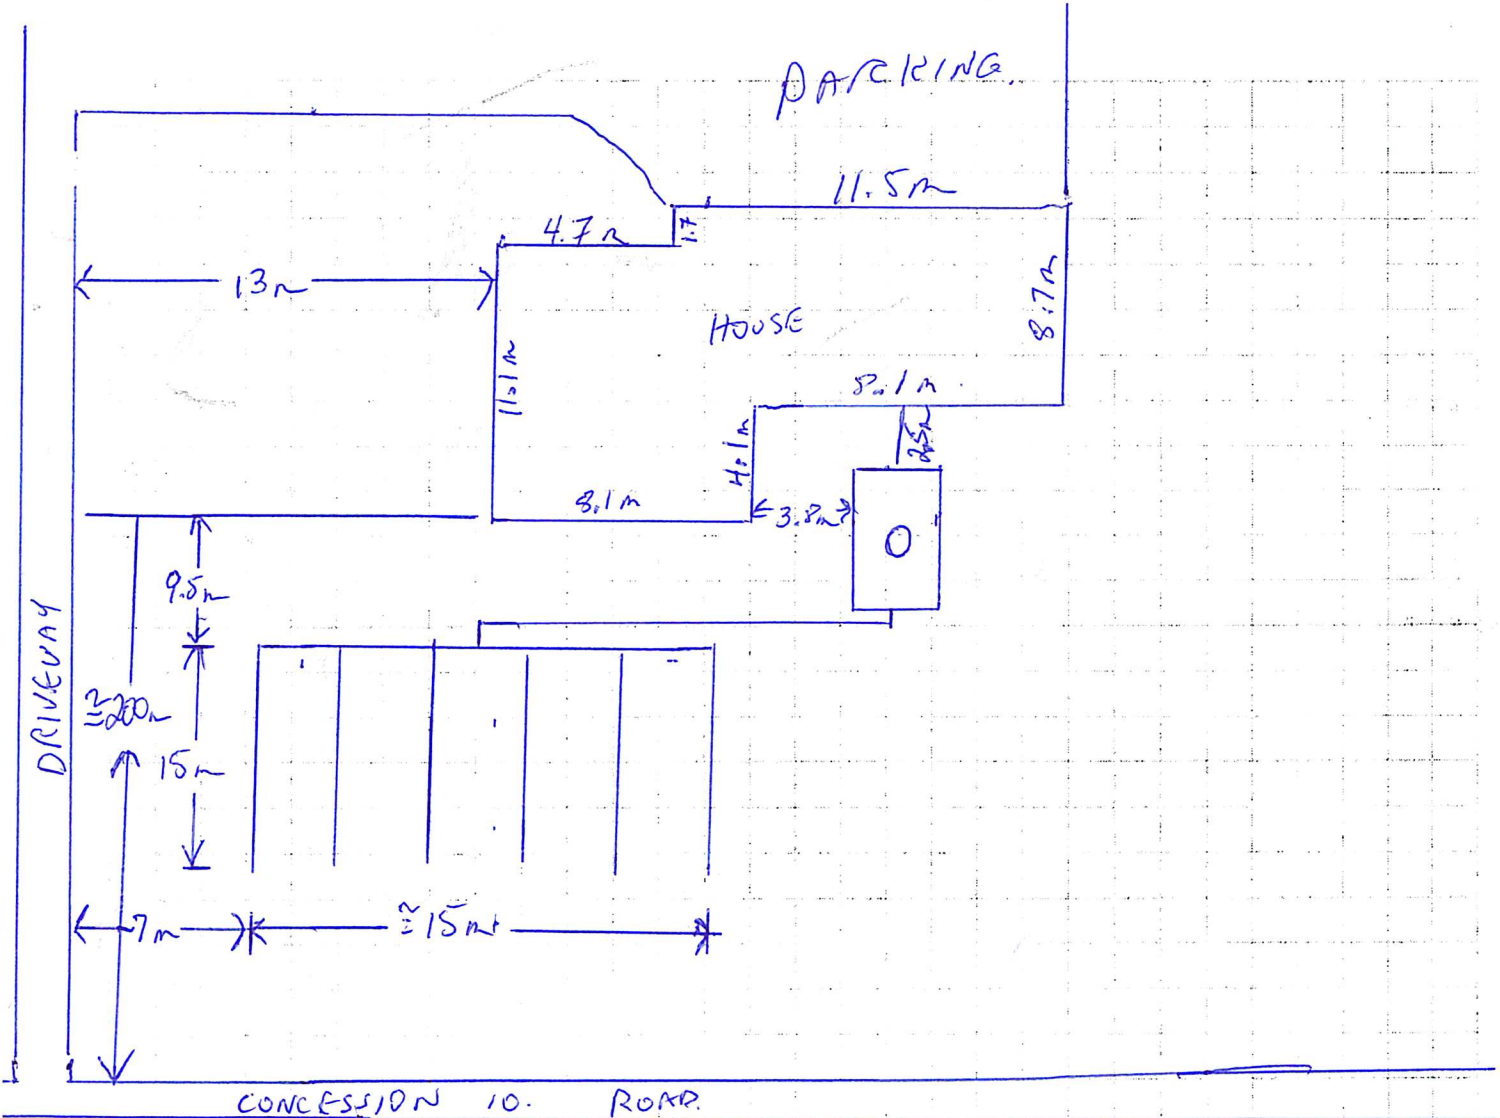 PARKING.
11.5m
4.7m
1.7
13m
HOUSE
8.7m
11.1m
8.1m
4.1m
2.5m
8.1m
3.8m
O
9.5m
DRIVEWAY
≅200m
15m
7m
≅15m
CONCESSION 10. ROAD.